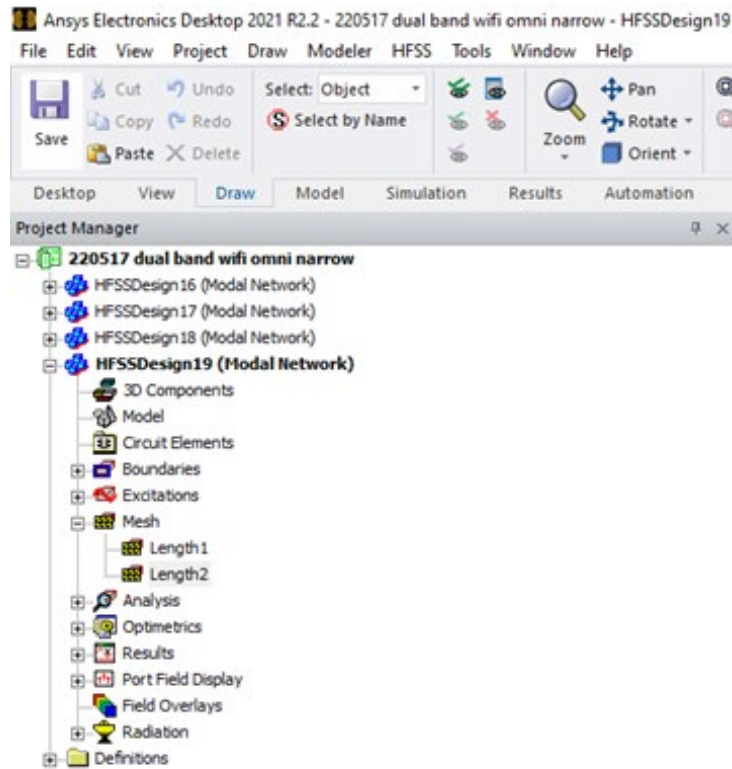 Ansys Electronics Desktop 2021 R2.2 - 220517 dual band wifi omni narrow - HFSSDesign19
File Edit View Project Draw Modeler HFSS Tools Window Help
Save
Cut
Copy
Paste
Undo
Redo
Delete
Select: Object
Select by Name
Zoom
Pan
Rotate
Orient
Desktop View Draw Model Simulation Results Automation
Project Manager
220517 dual band wifi omni narrow
HFSSDesign16 (Modal Network)
HFSSDesign17 (Modal Network)
HFSSDesign18 (Modal Network)
HFSSDesign19 (Modal Network)
3D Components
Model
Circuit Elements
Boundaries
Excitations
Mesh
Length1
Length2
Analysis
Optimetrics
Results
Port Field Display
Field Overlays
Radiation
Definitions